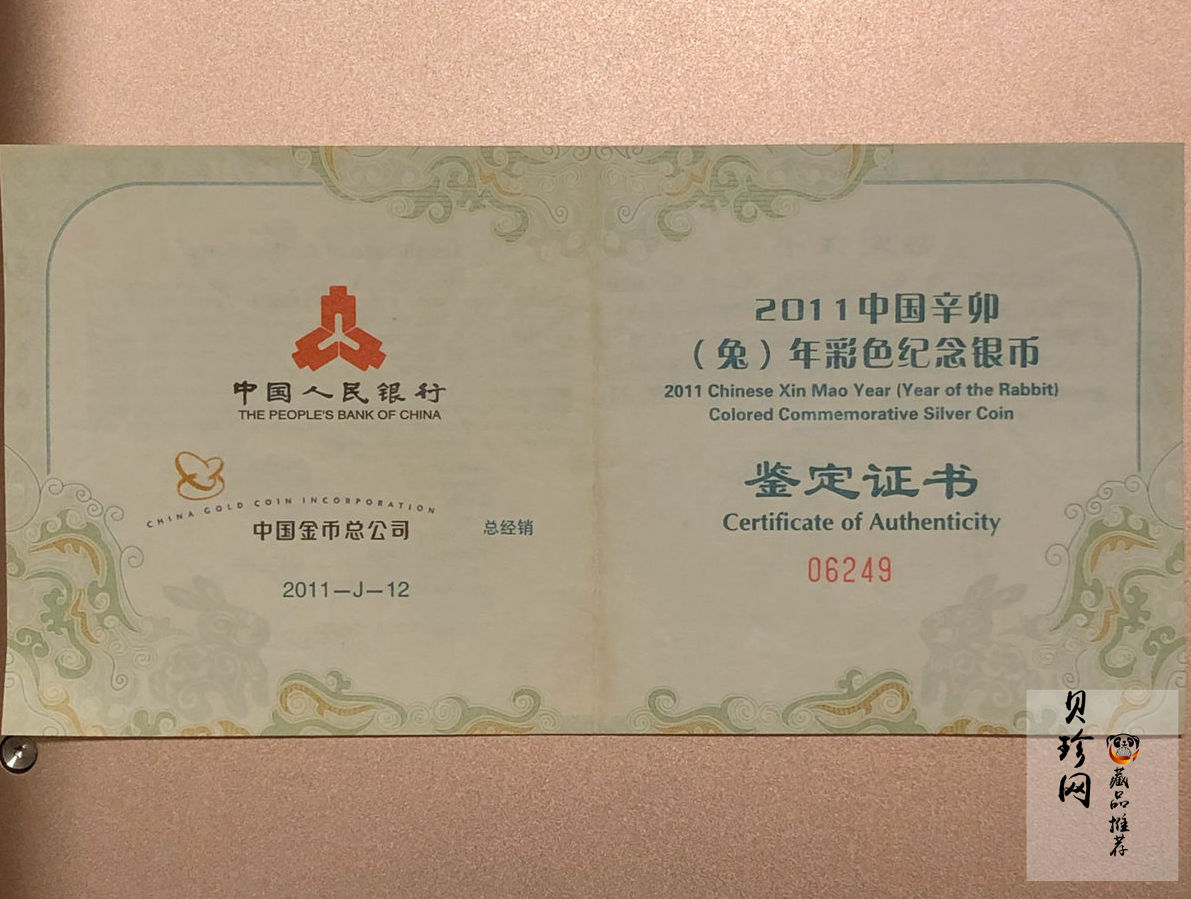 中国人民银行
THE PEOPLE'S BANK OF CHINA
CHINA GOLD COIN INCORPORATION
中国金币总公司 总经销
2011—J—12
2011中国辛卯
（兔）年彩色纪念银币
2011 Chinese Xin Mao Year (Year of the Rabbit)
Colored Commemorative Silver Coin
鉴定证书
Certificate of Authenticity
06249
贝珍网
藏品推荐